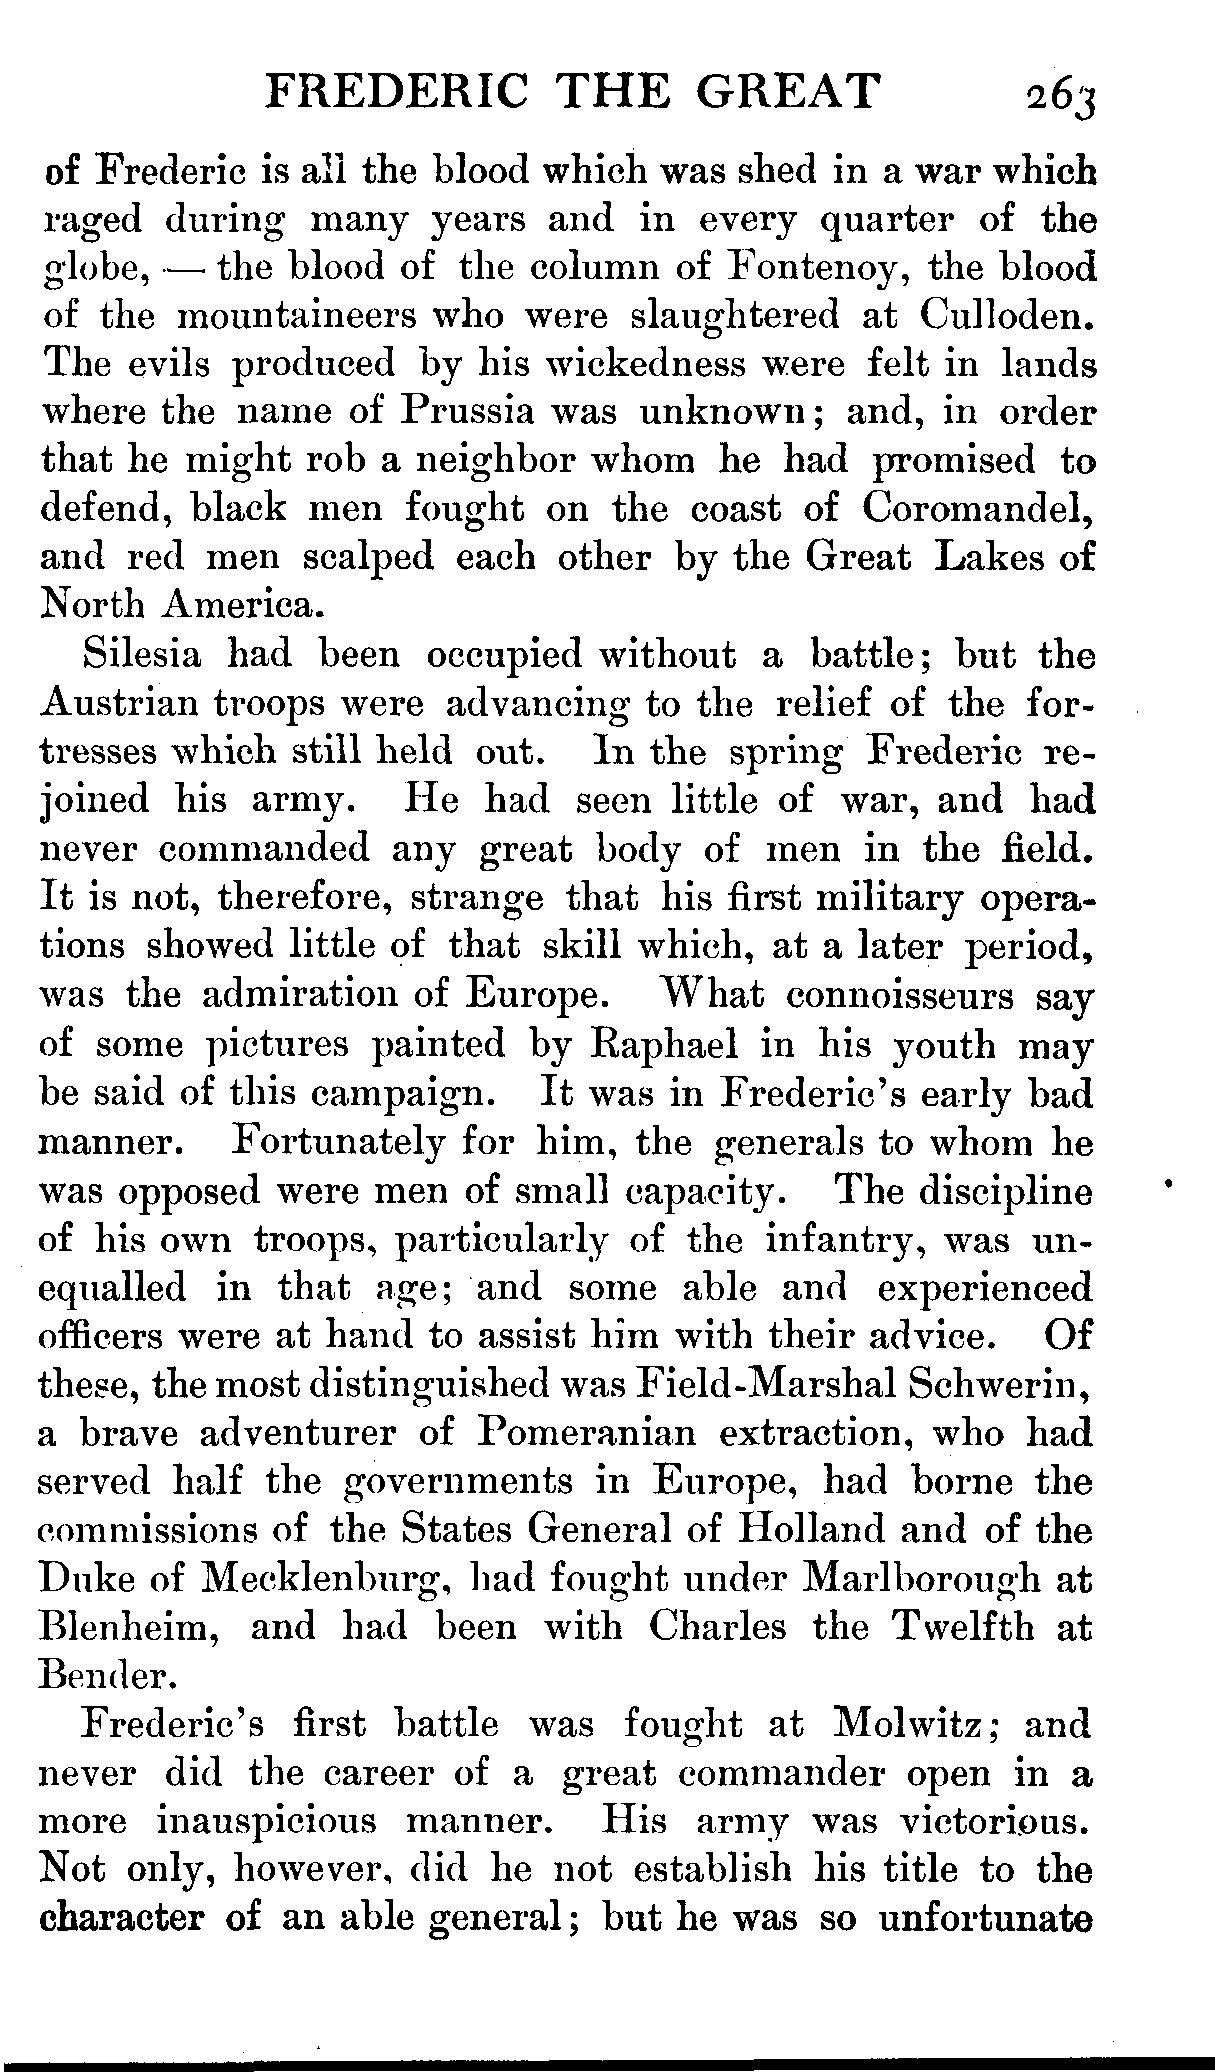 FREDERIC THE GREAT 263
of Frederic is all the blood which was shed in a war which
raged during many years and in every quarter of the
globe, — the blood of the column of Fontenoy, the blood
of the mountaineers who were slaughtered at Culloden.
The evils produced by his wickedness were felt in lands
where the name of Prussia was unknown; and, in order
that he might rob a neighbor whom he had promised to
defend, black men fought on the coast of Coromandel,
and red men scalped each other by the Great Lakes of
North America.
Silesia had been occupied without a battle; but the
Austrian troops were advancing to the relief of the for-
tresses which still held out. In the spring Frederic re-
joined his army. He had seen little of war, and had
never commanded any great body of men in the field.
It is not, therefore, strange that his first military opera-
tions showed little of that skill which, at a later period,
was the admiration of Europe. What connoisseurs say
of some pictures painted by Raphael in his youth may
be said of this campaign. It was in Frederic's early bad
manner. Fortunately for him, the generals to whom he
was opposed were men of small capacity. The discipline
of his own troops, particularly of the infantry, was un-
equalled in that age; and some able and experienced
officers were at hand to assist him with their advice. Of
these, the most distinguished was Field-Marshal Schwerin,
a brave adventurer of Pomeranian extraction, who had
served half the governments in Europe, had borne the
commissions of the States General of Holland and of the
Duke of Mecklenburg, had fought under Marlborough at
Blenheim, and had been with Charles the Twelfth at
Bender.
Frederic's first battle was fought at Molwitz; and
never did the career of a great commander open in a
more inauspicious manner. His army was victorious.
Not only, however, did he not establish his title to the
character of an able general; but he was so unfortunate